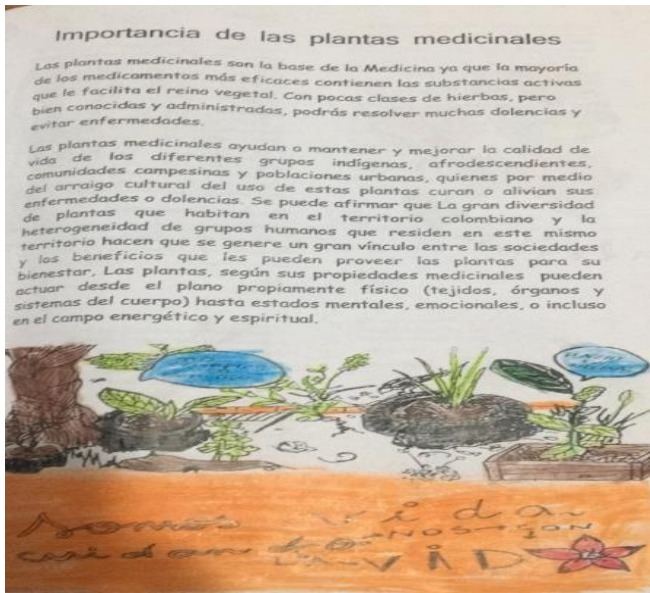 Importancia de las plantas medicinales
Las plantas medicinales son la base de la Medicina ya que la mayoría
de los medicamentos más eficaces contienen las substancias activas
que le facilita el reino vegetal. Con pocas clases de hierbas, pero
bien conocidas y administradas, podrás resolver muchas dolencias y
evitar enfermedades.
Las plantas medicinales ayudan a mantener y mejorar la calidad de
vida de los diferentes grupos indígenas, afrodescendientes,
comunidades campesinas y poblaciones urbanas, quienes por medio
del arraigo cultural del uso de estas plantas curan o alivian sus
enfermedades o dolencias. Se puede afirmar que La gran diversidad
de plantas que habitan en el territorio colombiano y la
heterogeneidad de grupos humanos que residen en este mismo
territorio hacen que se genere un gran vínculo entre las sociedades
y los beneficios que les pueden proveer las plantas para su
bienestar, Las plantas, según sus propiedades medicinales pueden
actuar desde el plano propiamente físico (tejidos, órganos y
sistemas del cuerpo) hasta estados mentales, emocionales, o incluso
en el campo energético y espiritual.
somos vida
VID